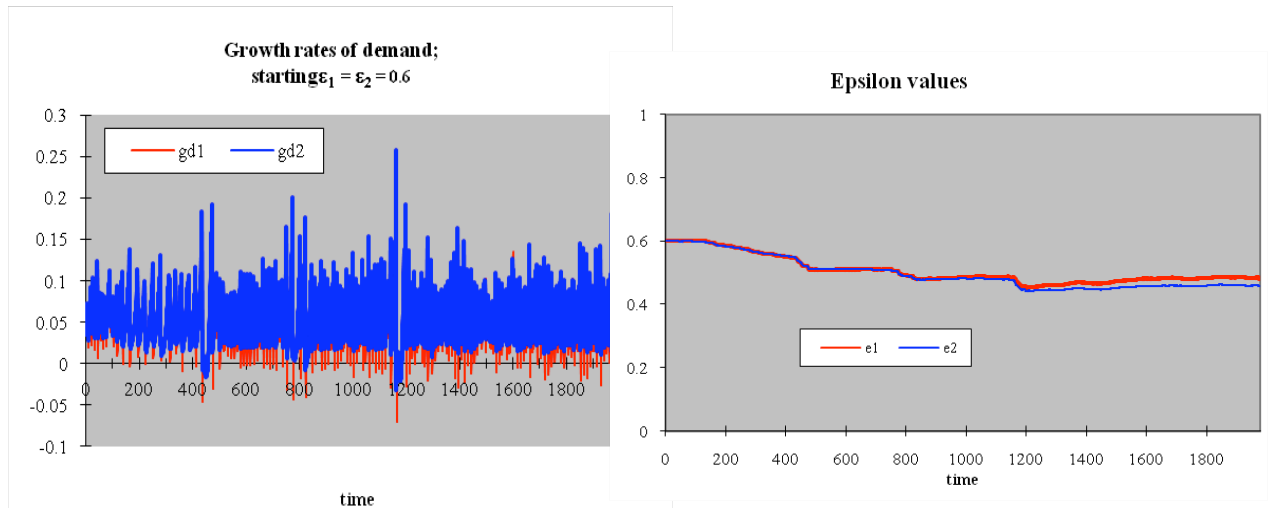 Growth rates of demand;
startingε₁ = ε₂ = 0.6
0.3
0.25
0.2
0.15
0.1
0.05
0
-0.05
-0.1
gd1 gd2
0 200 400 600 800 1000 1200 1400 1600 1800
time
Epsilon values
1
0.8
0.6
0.4
0.2
0
e1 e2
0 200 400 600 800 1000 1200 1400 1600 1800
time